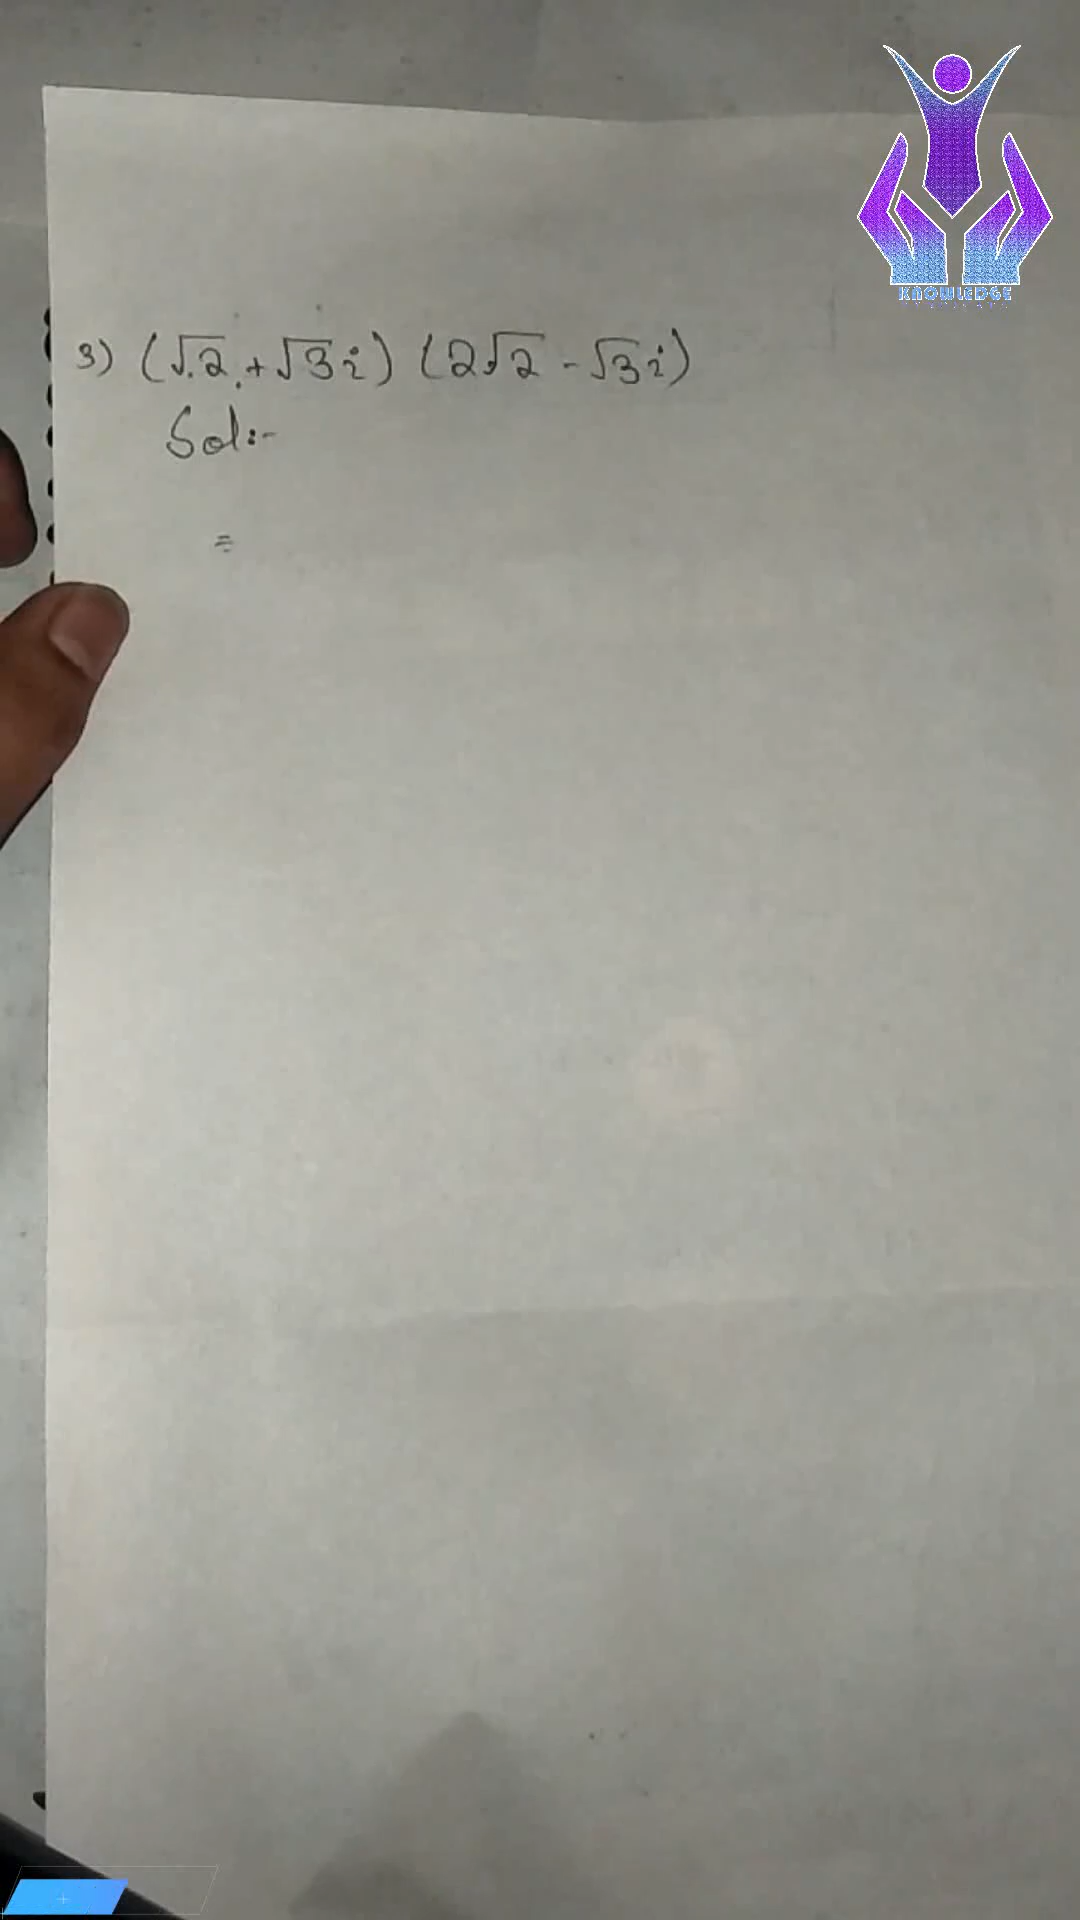 KNOWLEDGE
3) (√2 + √3i) (2√2 - √3i)
Sol:-
=